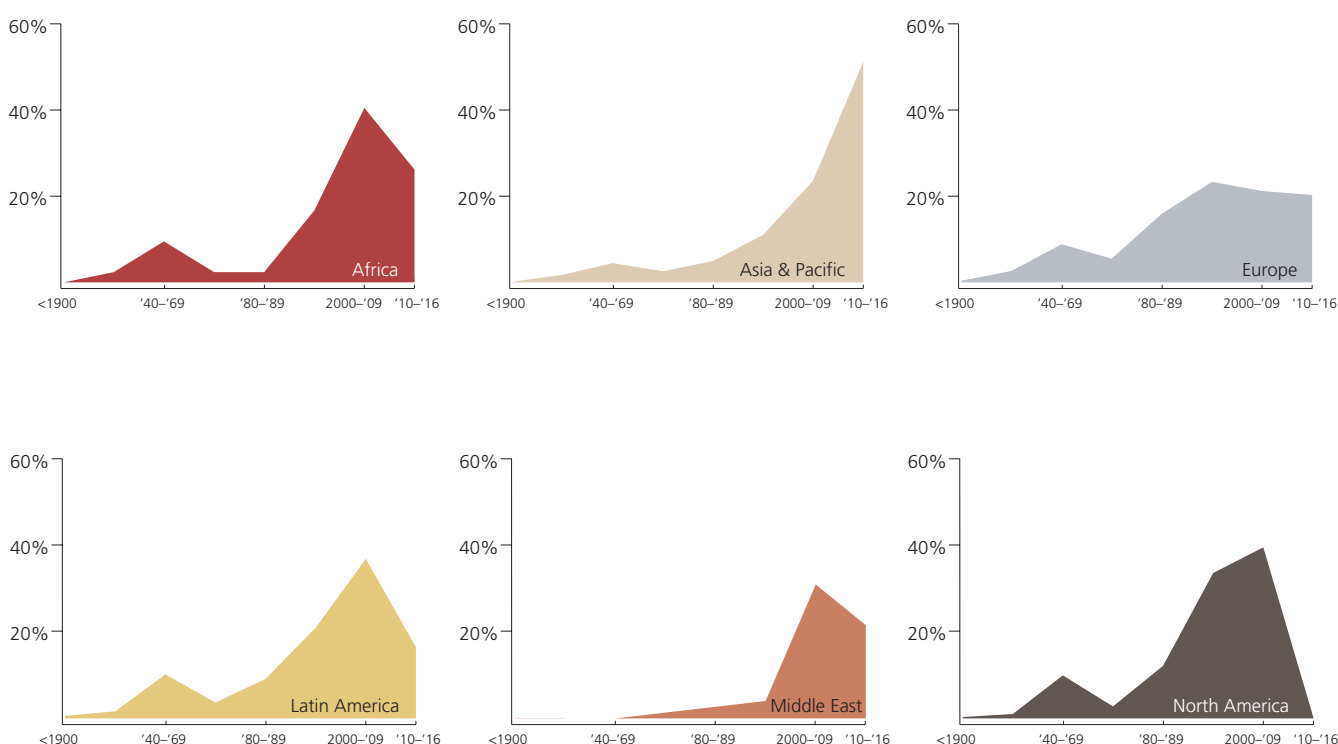 60% 60% 60%
40% 40% 40%
20% 20% 20%
Africa Asia & Pacific Europe
<1900 ‘40–‘69 ‘80–‘89 2000–‘09 ‘10–‘16 <1900 ‘40–‘69 ‘80–‘89 2000–‘09 ‘10–‘16 <1900 ‘40–‘69 ‘80–‘89 2000–‘09 ‘10–‘16
60% 60% 60%
40% 40% 40%
20% 20% 20%
Latin America Middle East North America
<1900 ‘40–‘69 ‘80–‘89 2000–‘09 ‘10–‘16 <1900 ‘40–‘69 ‘80–‘89 2000–‘09 ‘10–‘16 <1900 ‘40–‘69 ‘80–‘89 2000–‘09 ‘10–‘16